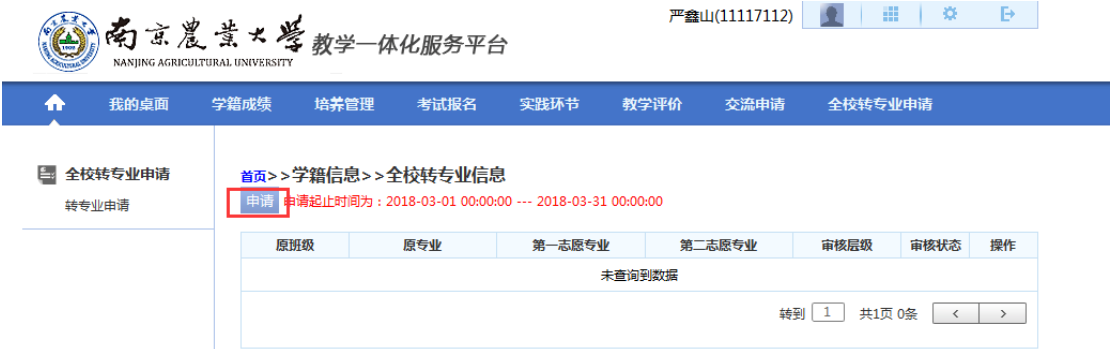 严鑫山(11117112)
南京農業大學 教学一体化服务平台
NANJING AGRICULTURAL UNIVERSITY
1902
我的桌面 学籍成绩 培养管理 考试报名 实践环节 教学评价 交流申请 全校转专业申请
全校转专业申请
转专业申请
首页>>学籍信息>>全校转专业信息
申请 申请起止时间为：2018-03-01 00:00:00 --- 2018-03-31 00:00:00
原班级 原专业 第一志愿专业 第二志愿专业 审核层级 审核状态 操作
未查询到数据
转到 1 共1页 0条 < >